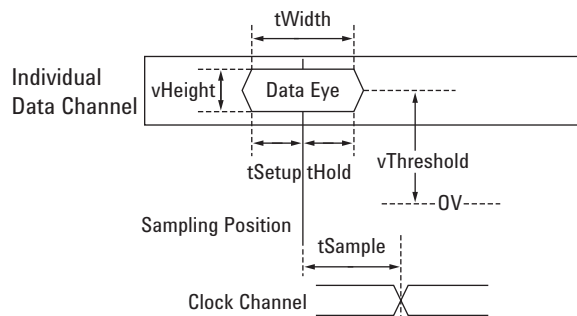 tWidth
Individual
Data Channel
vHeight
Data Eye
tSetup
tHold
vThreshold
0V
Sampling Position
tSample
Clock Channel